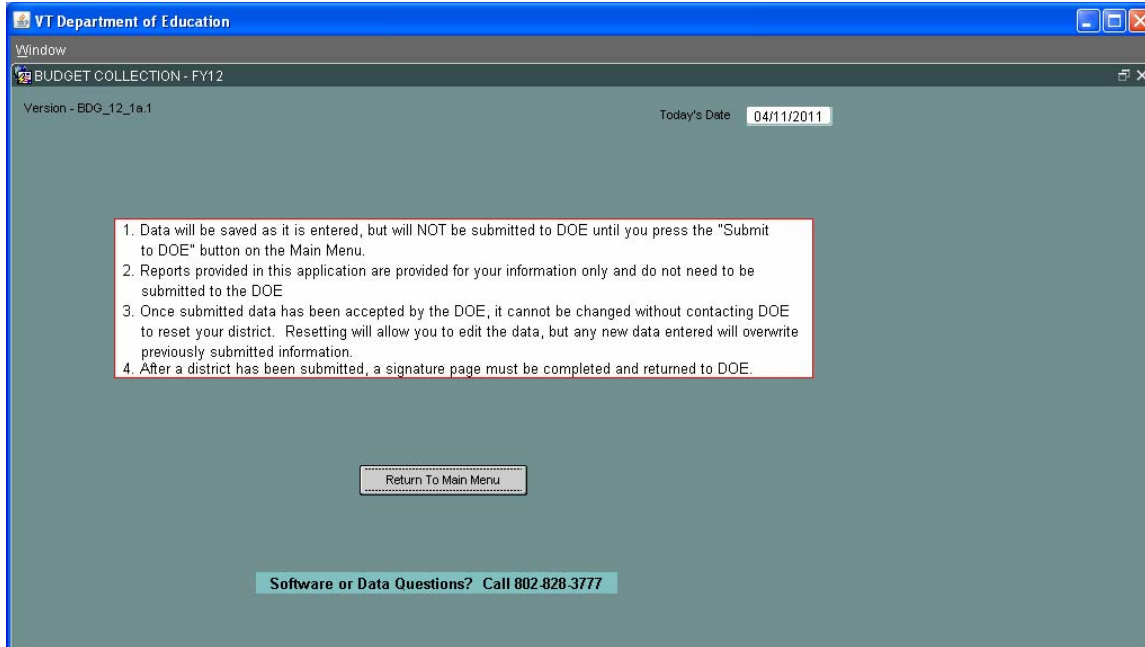 VT Department of Education
Window
BUDGET COLLECTION - FY12
Version - BDG_12_1a.1
Today's Date 04/11/2011
1. Data will be saved as it is entered, but will NOT be submitted to DOE until you press the "Submit
to DOE" button on the Main Menu.
2. Reports provided in this application are provided for your information only and do not need to be
submitted to the DOE
3. Once submitted data has been accepted by the DOE, it cannot be changed without contacting DOE
to reset your district. Resetting will allow you to edit the data, but any new data entered will overwrite
previously submitted information.
4. After a district has been submitted, a signature page must be completed and returned to DOE.
Return To Main Menu
Software or Data Questions? Call 802-828-3777